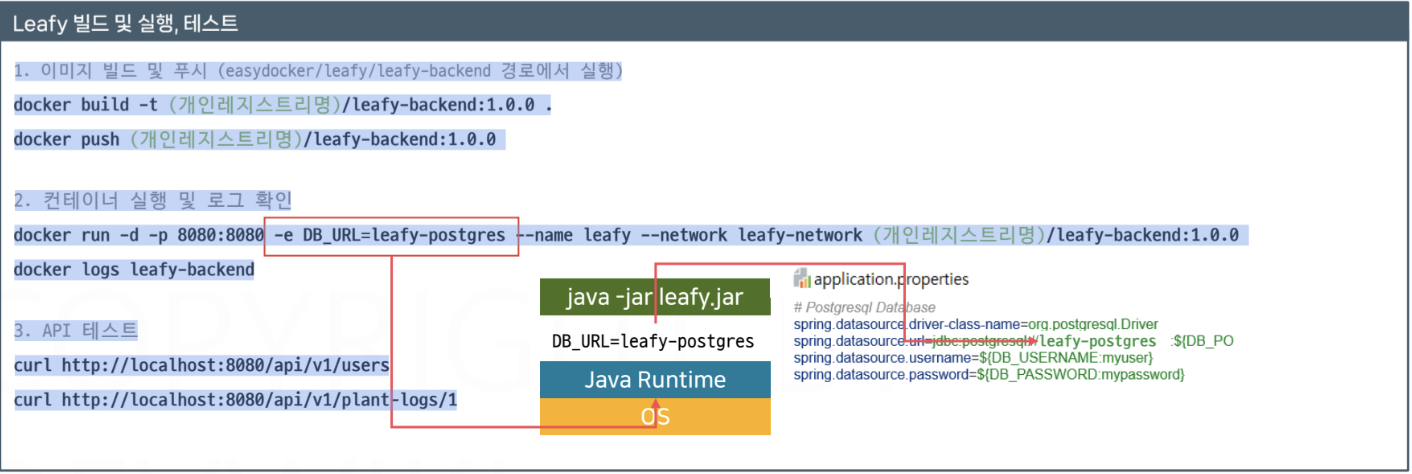 Leafy 빌드 및 실행, 테스트
1. 이미지 빌드 및 푸시 (easydocker/leafy/leafy-backend 경로에서 실행)
docker build -t (개인레지스트리명)/leafy-backend:1.0.0 .
docker push (개인레지스트리명)/leafy-backend:1.0.0
2. 컨테이너 실행 및 로그 확인
docker run -d -p 8080:8080 -e DB_URL=leafy-postgres --name leafy --network leafy-network (개인레지스트리명)/leafy-backend:1.0.0
docker logs leafy-backend
3. API 테스트
curl http://localhost:8080/api/v1/users
curl http://localhost:8080/api/v1/plant-logs/1
java -jar leafy.jar
DB_URL=leafy-postgres
Java Runtime
OS
application.properties
# Postgresql Database
spring.datasource.driver-class-name=org.postgresql.Driver
spring.datasource.url=jdbc:postgresql://leafy-postgres :${DB_PO
spring.datasource.username=${DB_USERNAME:myuser}
spring.datasource.password=${DB_PASSWORD:mypassword}